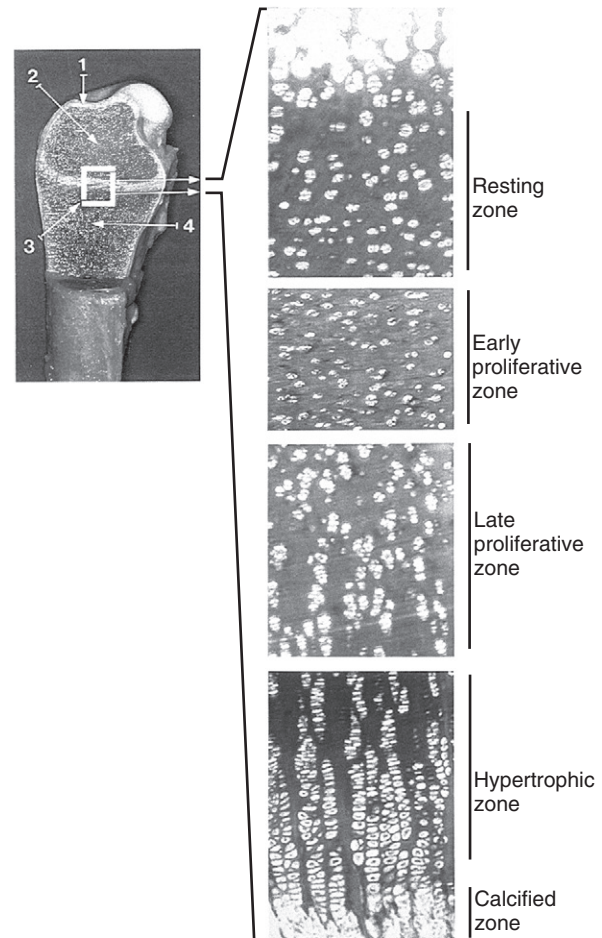 1
2
3
4
Resting
zone
Early
proliferative
zone
Late
proliferative
zone
Hypertrophic
zone
Calcified
zone